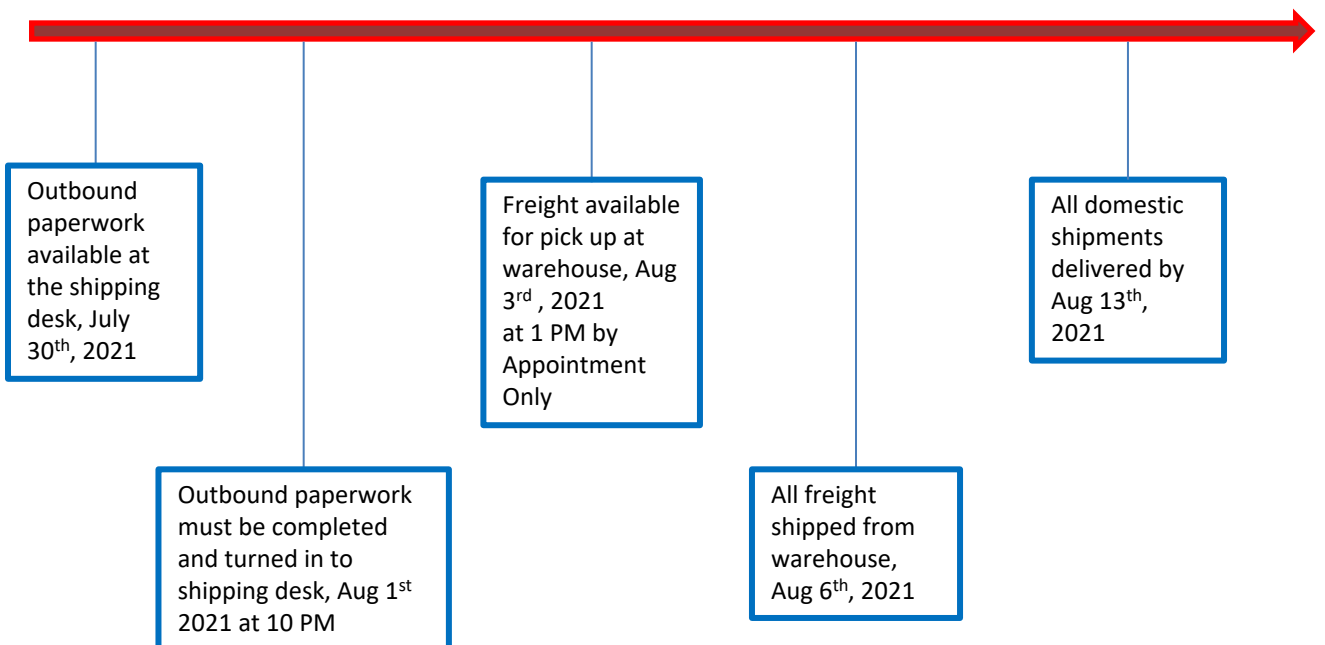 Outbound
paperwork
available at
the shipping
desk, July
30th, 2021
Outbound paperwork
must be completed
and turned in to
shipping desk, Aug 1st
2021 at 10 PM
Freight available
for pick up at
warehouse, Aug
3rd , 2021
at 1 PM by
Appointment
Only
All freight
shipped from
warehouse,
Aug 6th, 2021
All domestic
shipments
delivered by
Aug 13th,
2021